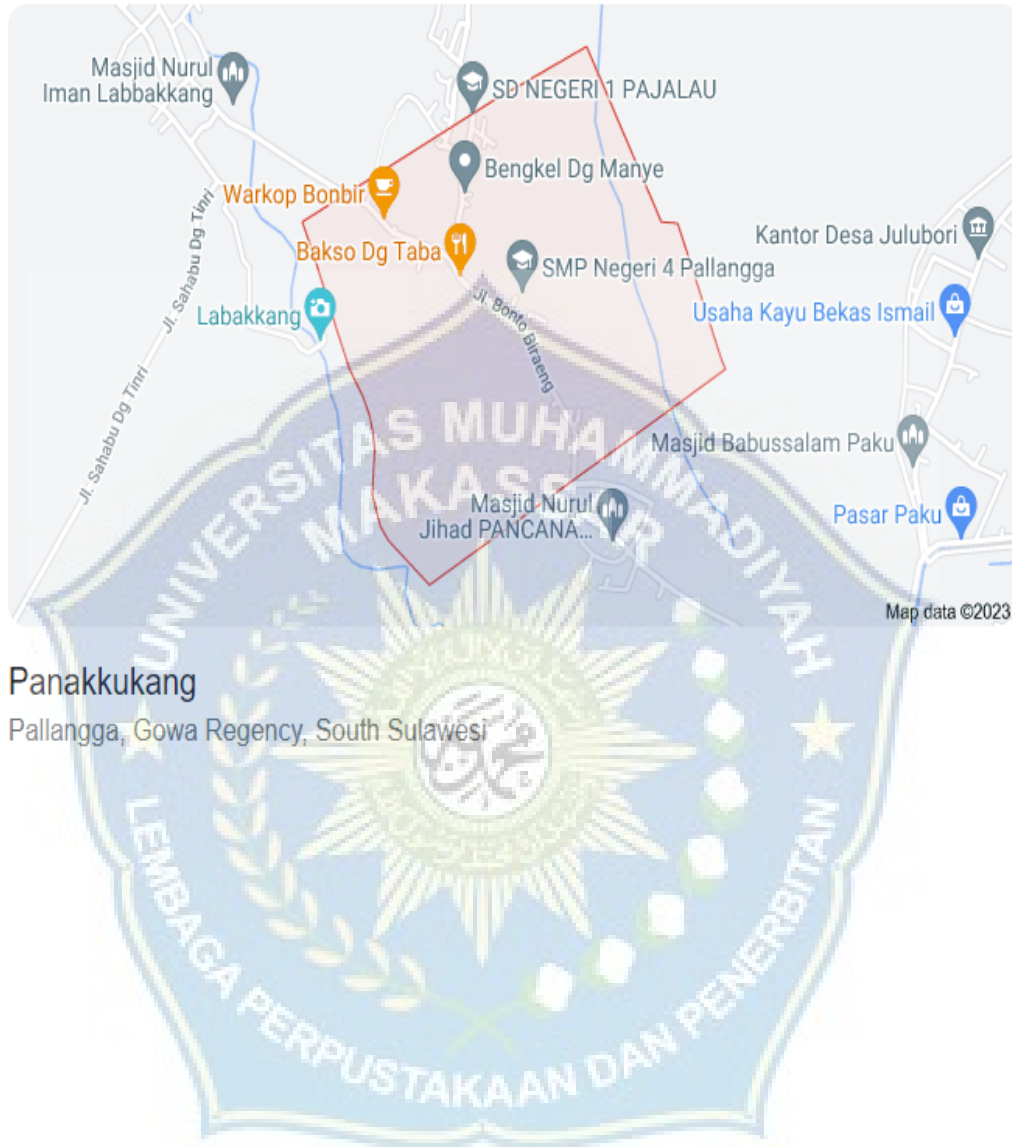 Masjid Nurul
Iman Labbakkang
SD NEGERI 1 PAJALAU
Bengkel Dg Manye
Warkop Bonbir
Bakso Dg Taba
SMP Negeri 4 Pallangga
Kantor Desa Julubori
Usaha Kayu Bekas Ismail
Labakkang
Jl. Sahabu Dg Tinri
Jl. Sahabu Dg Tinri
Jl. Bonto Biraeng
Masjid Babussalam Paku
Masjid Nurul
Jihad PANCANA...
Pasar Paku
Map data ©2023
Panakkukang
Pallangga, Gowa Regency, South Sulawesi
UNIVERSITAS MUHAMMADIYAH
MAKASSAR
محمد
LEMBAGA PERPUSTAKAAN DAN PENERBITAN